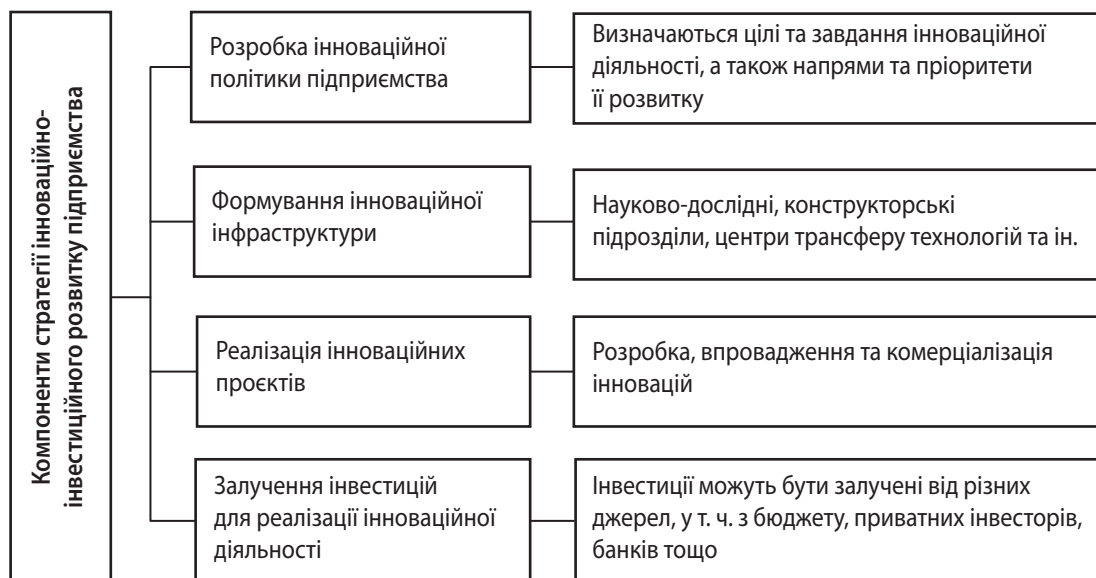 Компоненти стратегії інноваційно-
інвестиційного розвитку підприємства
Розробка інноваційної
політики підприємства
Визначаються цілі та завдання інноваційної
діяльності, а також напрями та пріоритети
її розвитку
Формування інноваційної
інфраструктури
Науково-дослідні, конструкторські
підрозділи, центри трансферу технологій та ін.
Реалізація інноваційних
проєктів
Розробка, впровадження та комерціалізація
інновацій
Залучення інвестицій
для реалізації інноваційної
діяльності
Інвестиції можуть бути залучені від різних
джерел, у т. ч. з бюджету, приватних інвесторів,
банків тощо